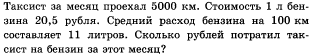 Таксист за месяц проехал 5000 км. Стоимость 1 л бен-
зина 20,5 рубля. Средний расход бензина на 100 км
составляет 11 литров. Сколько рублей потратил так-
сист на бензин за этот месяц?